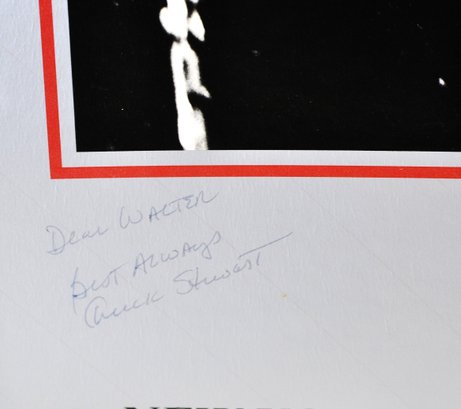 Dear WALTER
Best Always
Chuck Stewart